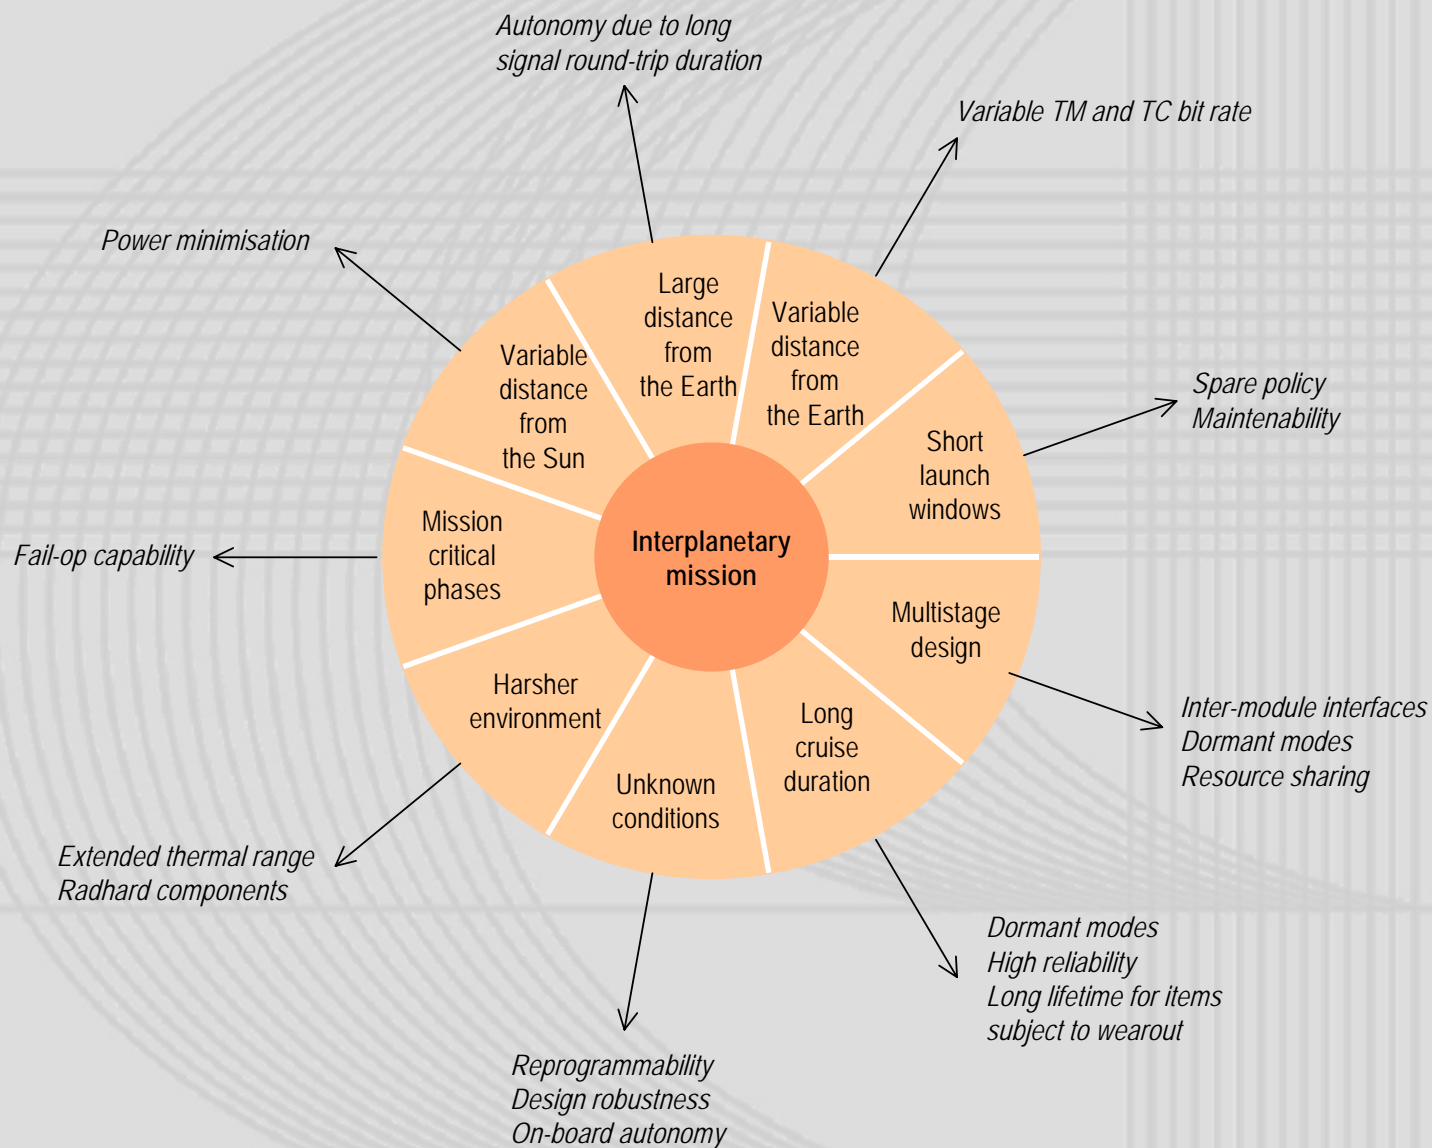 Autonomy due to long
signal round-trip duration
Variable TM and TC bit rate
Power minimisation
Large
distance
from
the Earth
Variable
distance
from
the Earth
Variable
distance
from
the Sun
Spare policy
Maintenability
Short
launch
windows
Mission
critical
phases
Interplanetary
mission
Fail-op capability
Multistage
design
Harsher
environment
Long
cruise
duration
Inter-module interfaces
Dormant modes
Resource sharing
Unknown
conditions
Extended thermal range
Radhard components
Dormant modes
High reliability
Long lifetime for items
subject to wearout
Reprogrammability
Design robustness
On-board autonomy